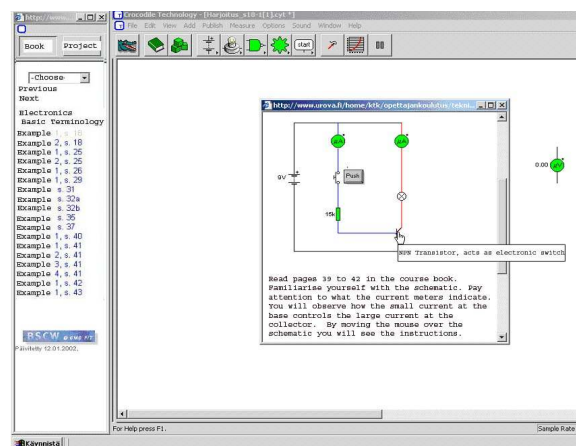 http://www.
Crocodile Technology - [Harjoitus_s18-i[1].cyt *]
File Edit View Add Publish Measure Options Sound Window Help
Book Project
start
-Choose-
Previous
Next
Electronics
Basic Terminology
Example 1, s. 18
Example 2, s. 18
Example 1, s. 25
Example 2, s. 25
Example 1, s. 26
Example 1, s. 29
Example s. 31
Example s. 32a
Example s. 32b
Example s. 35
Example s. 37
Example 1, s. 40
Example 1, s. 41
Example 2, s. 41
Example 3, s. 41
Example 4, s. 41
Example 1, s. 42
Example 1, s. 43
BSCW
Päivitetty 12.01.2002.
http://www.urova.fi/home/ktk/opettajankoulutus/tekni...
µA
µA
9V
Push
15k
NPN Transistor, acts as electronic switch
Read pages 39 to 42 in the course book.
Familiarise yourself with the schematic. Pay
attention to what the current meters indicate.
You will observe how the small current at the
base controls the large current at the
collector. By moving the mouse over the
schematic you will see the instructions.
0.00 µV
For Help press F1.
Sample Rate
Käynnistä